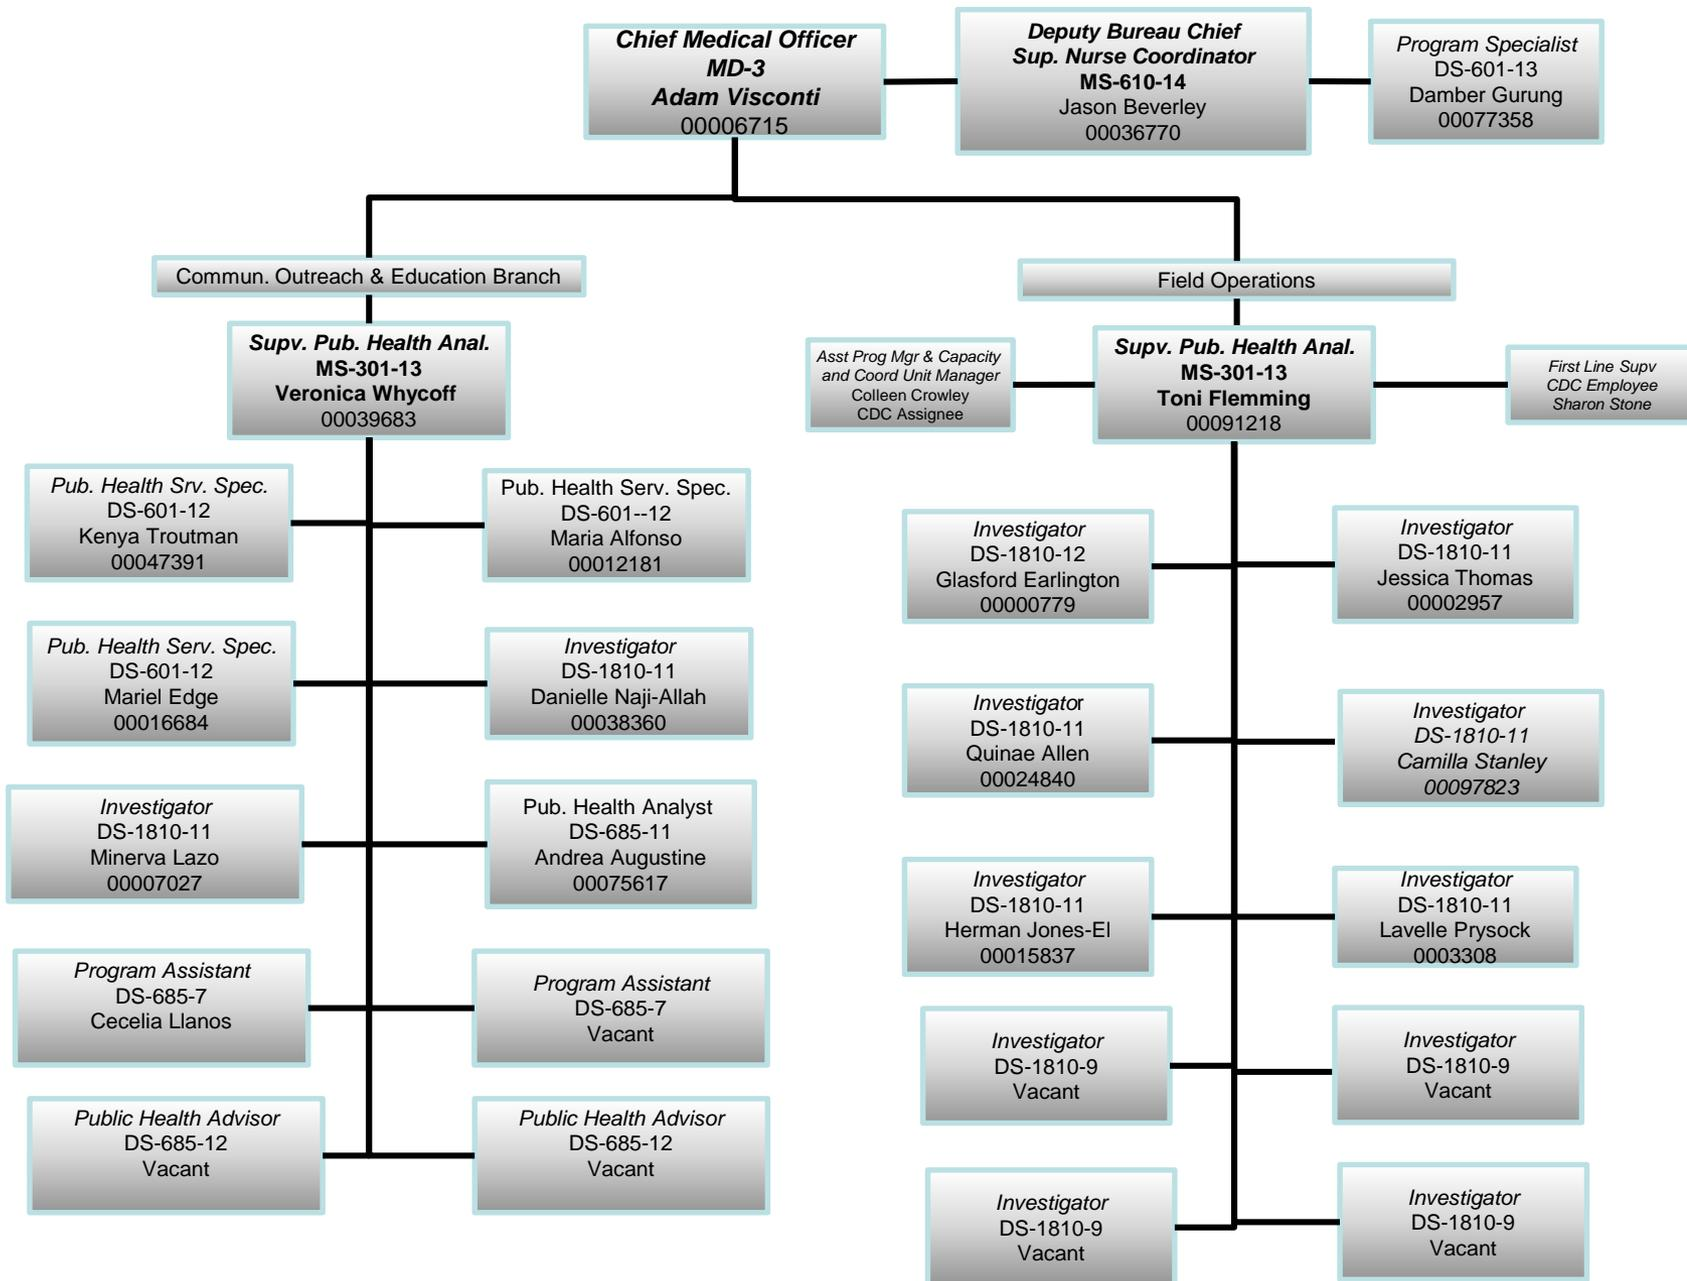 Chief Medical Officer
MD-3
Adam Visconti
00006715
Deputy Bureau Chief
Sup. Nurse Coordinator
MS-610-14
Jason Beverley
00036770
Program Specialist
DS-601-13
Damber Gurung
00077358
Commun. Outreach & Education Branch
Field Operations
Supv. Pub. Health Anal.
MS-301-13
Veronica Whycoff
00039683
Asst Prog Mgr & Capacity
and Coord Unit Manager
Colleen Crowley
CDC Assignee
Supv. Pub. Health Anal.
MS-301-13
Toni Flemming
00091218
First Line Supv
CDC Employee
Sharon Stone
Pub. Health Srv. Spec.
DS-601-12
Kenya Troutman
00047391
Pub. Health Serv. Spec.
DS-601--12
Maria Alfonso
00012181
Pub. Health Serv. Spec.
DS-601-12
Mariel Edge
00016684
Investigator
DS-1810-11
Danielle Naji-Allah
00038360
Investigator
DS-1810-11
Minerva Lazo
00007027
Pub. Health Analyst
DS-685-11
Andrea Augustine
00075617
Program Assistant
DS-685-7
Cecelia Llanos
Program Assistant
DS-685-7
Vacant
Public Health Advisor
DS-685-12
Vacant
Public Health Advisor
DS-685-12
Vacant
Investigator
DS-1810-12
Glasford Earlington
00000779
Investigator
DS-1810-11
Jessica Thomas
00002957
Investigator
DS-1810-11
Quinae Allen
00024840
Investigator
DS-1810-11
Camilla Stanley
00097823
Investigator
DS-1810-11
Herman Jones-El
00015837
Investigator
DS-1810-11
Lavelle Prysock
0003308
Investigator
DS-1810-9
Vacant
Investigator
DS-1810-9
Vacant
Investigator
DS-1810-9
Vacant
Investigator
DS-1810-9
Vacant